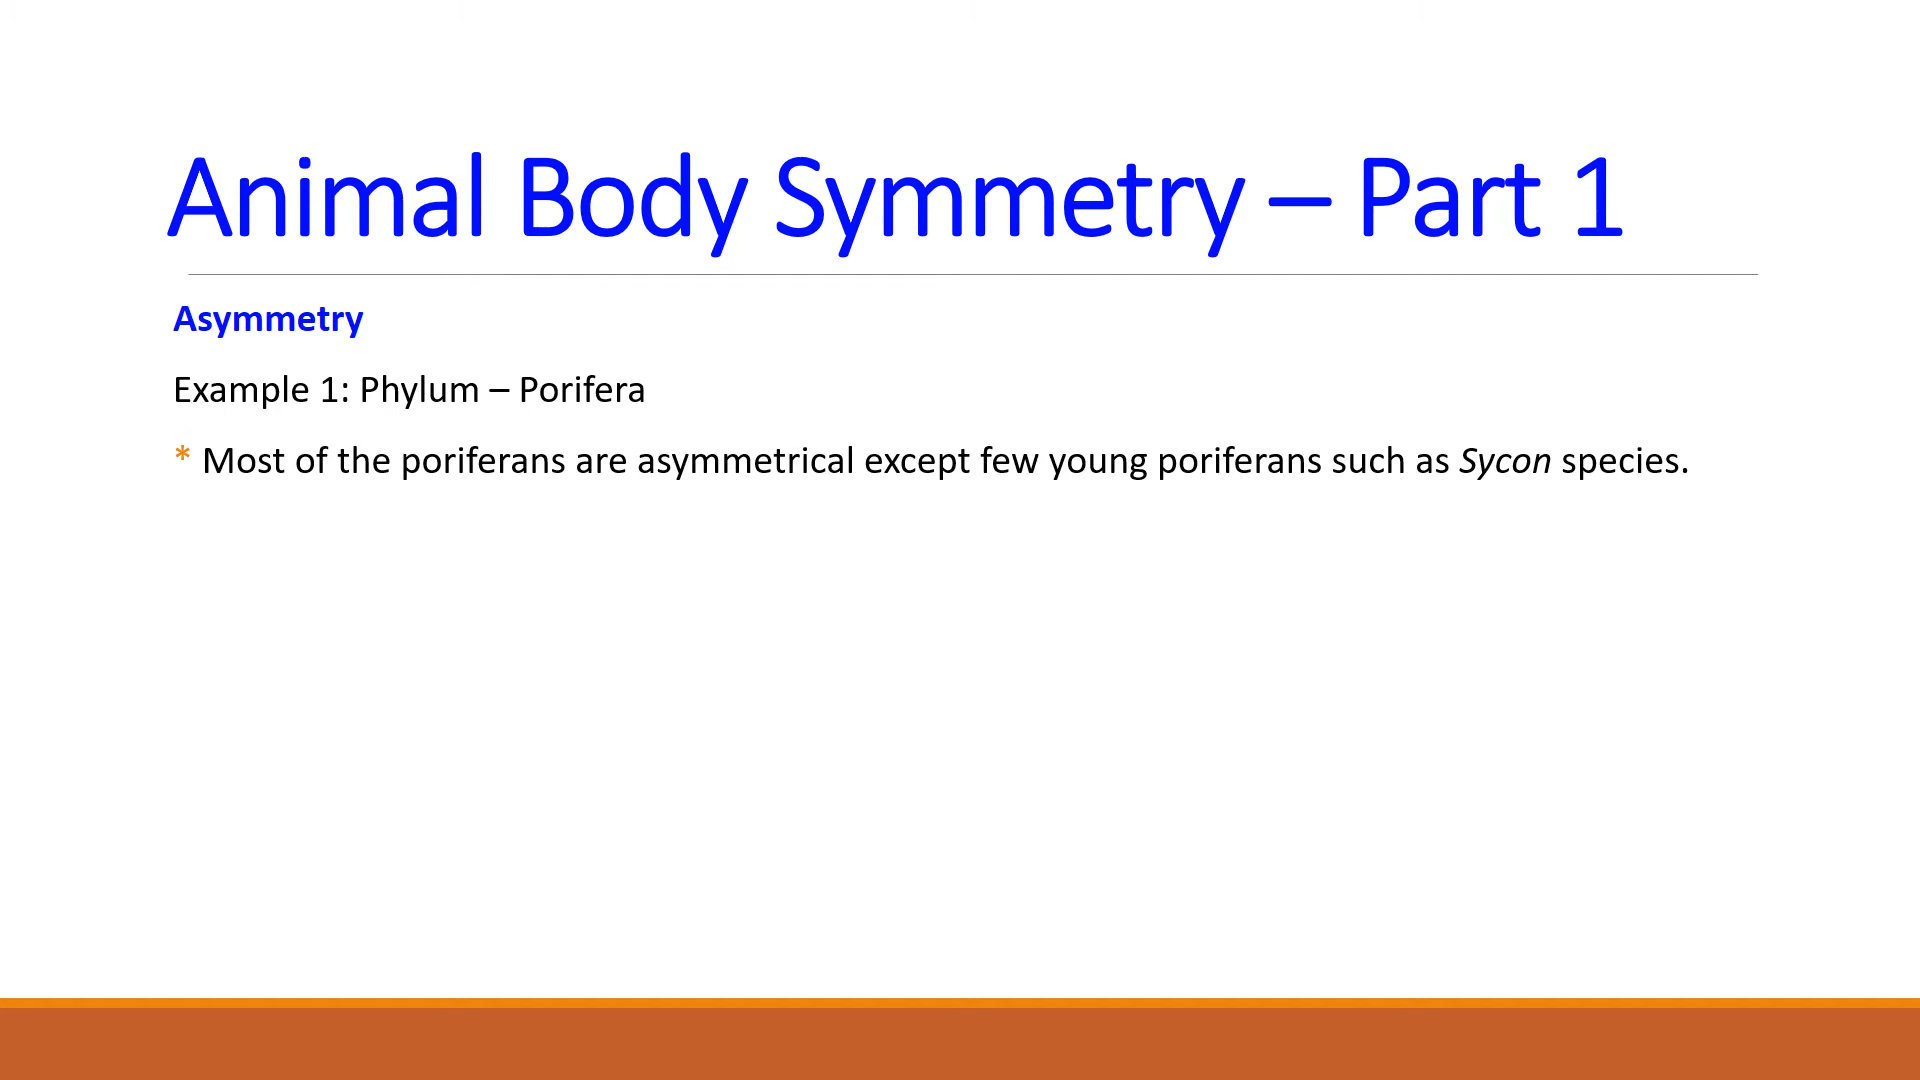 Animal Body Symmetry – Part 1
Asymmetry
Example 1: Phylum – Porifera
* Most of the poriferans are asymmetrical except few young poriferans such as Sycon species.